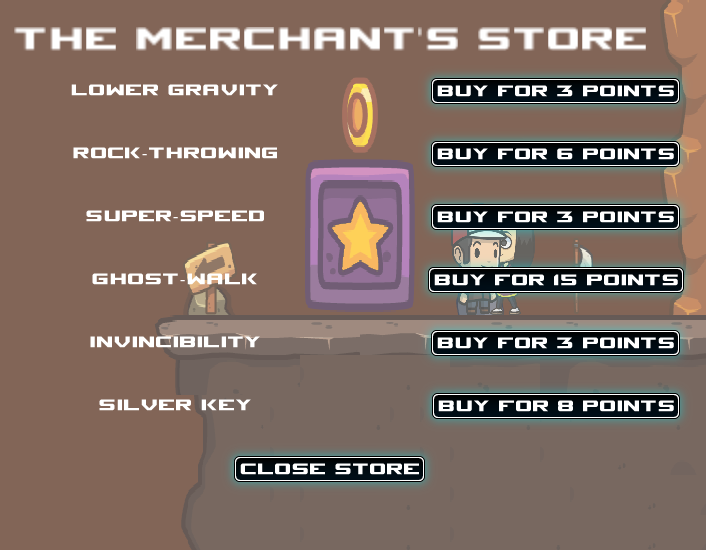 THE MERCHANT'S STORE
LOWER GRAVITY BUY FOR 3 POINTS
ROCK-THROWING BUY FOR 6 POINTS
SUPER-SPEED BUY FOR 3 POINTS
GHOST-WALK BUY FOR 15 POINTS
INVINCIBILITY BUY FOR 3 POINTS
SILVER KEY BUY FOR 8 POINTS
CLOSE STORE